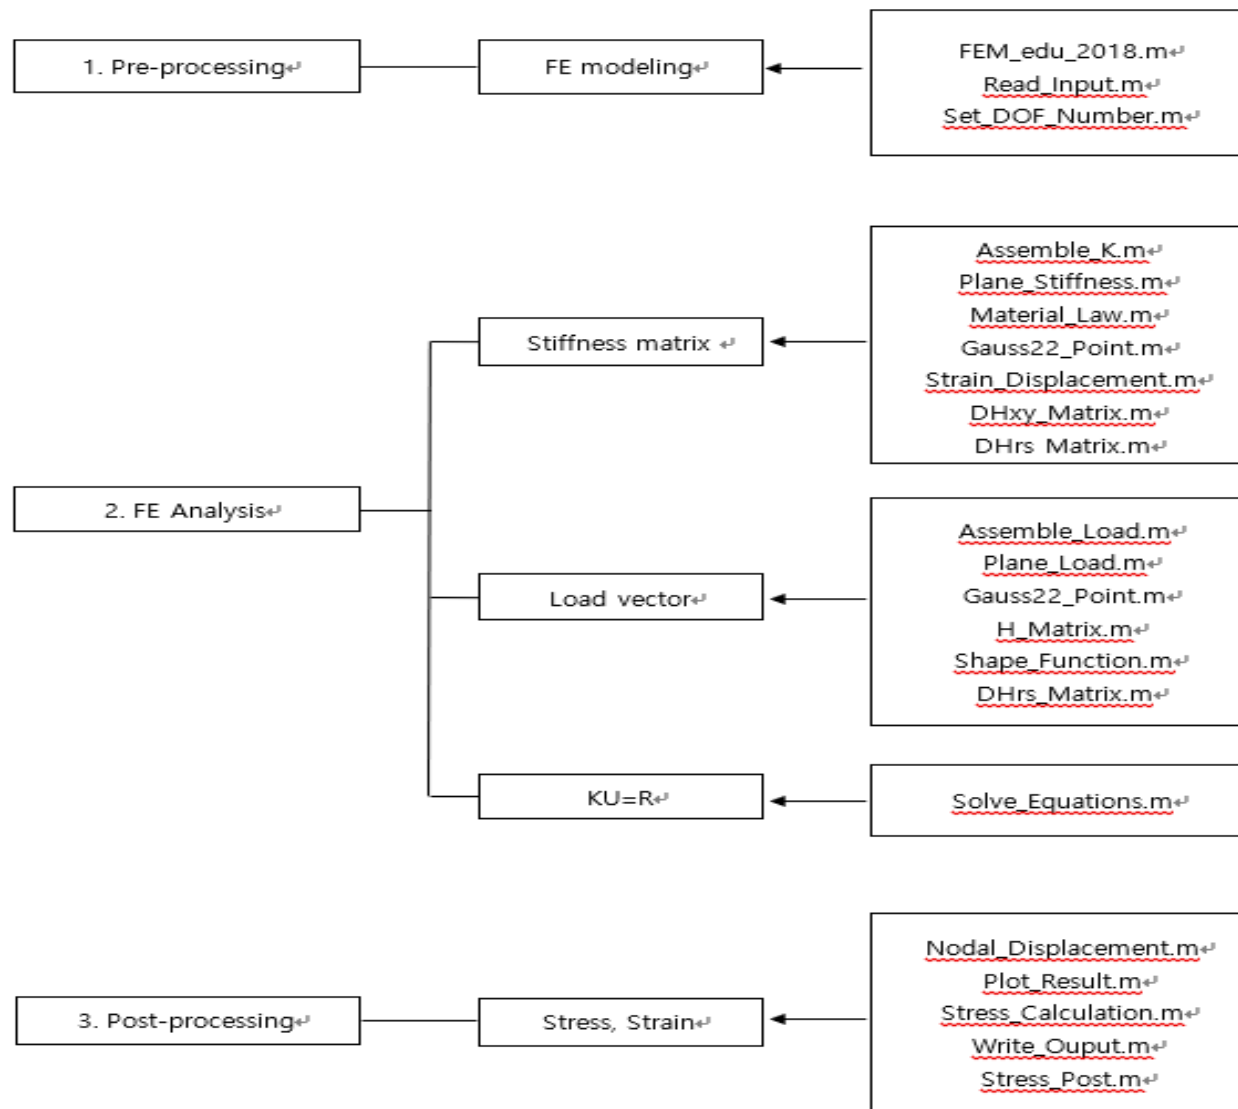 1. Pre-processing↵
FE modeling↵
FEM_edu_2018.m↵
Read_Input.m↵
Set_DOF_Number.m↵
2. FE Analysis↵
Stiffness matrix ↵
Assemble_K.m↵
Plane_Stiffness.m↵
Material_Law.m↵
Gauss22_Point.m↵
Strain_Displacement.m↵
DHxy_Matrix.m↵
DHrs Matrix.m↵
Load vector↵
Assemble_Load.m↵
Plane_Load.m↵
Gauss22_Point.m↵
H_Matrix.m↵
Shape_Function.m↵
DHrs_Matrix.m↵
KU=R↵
Solve_Equations.m↵
3. Post-processing↵
Stress, Strain↵
Nodal_Displacement.m↵
Plot_Result.m↵
Stress_Calculation.m↵
Write_Ouput.m↵
Stress_Post.m↵